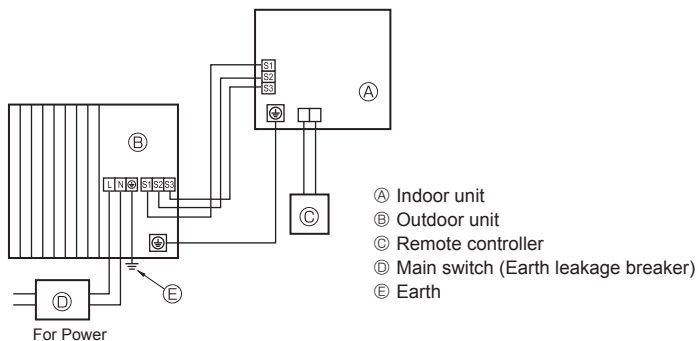 S1
S2
S3
Ⓐ
Ⓑ
L N S1 S2 S3
Ⓒ
Ⓓ
Ⓔ
For Power
Ⓐ Indoor unit
Ⓑ Outdoor unit
Ⓒ Remote controller
Ⓓ Main switch (Earth leakage breaker)
Ⓔ Earth